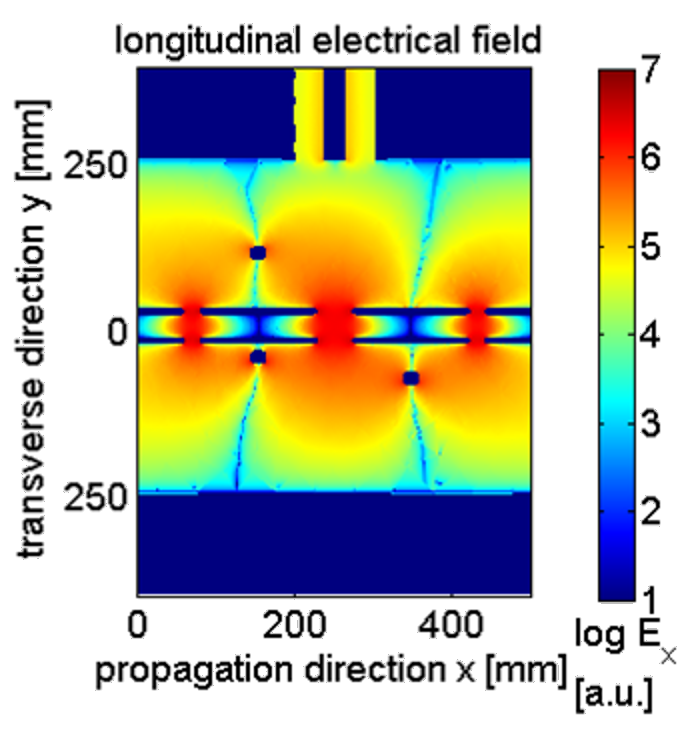 longitudinal electrical field
7
6
5
4
3
2
1
250
0
250
transverse direction y [mm]
0 200 400
propagation direction x [mm]
log Ex
[a.u.]